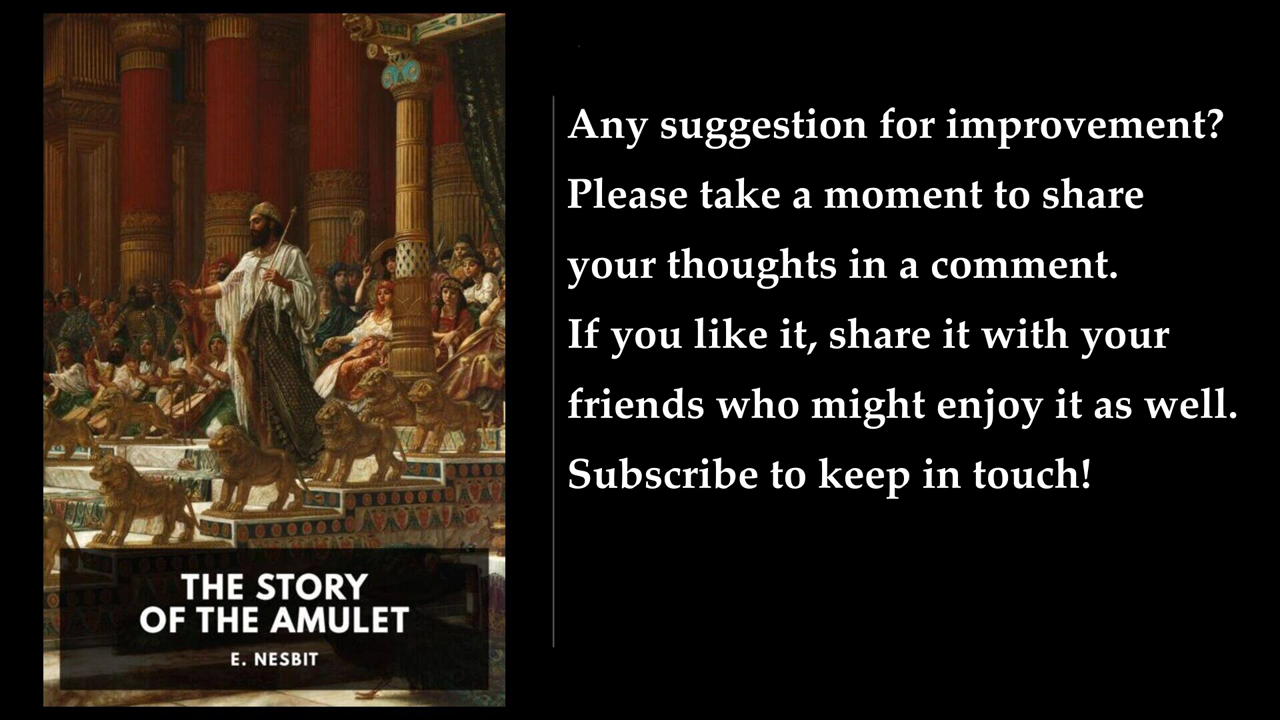 Any suggestion for improvement?
Please take a moment to share
your thoughts in a comment.
If you like it, share it with your
friends who might enjoy it as well.
Subscribe to keep in touch!
THE STORY
OF THE AMULET
E. NESBIT